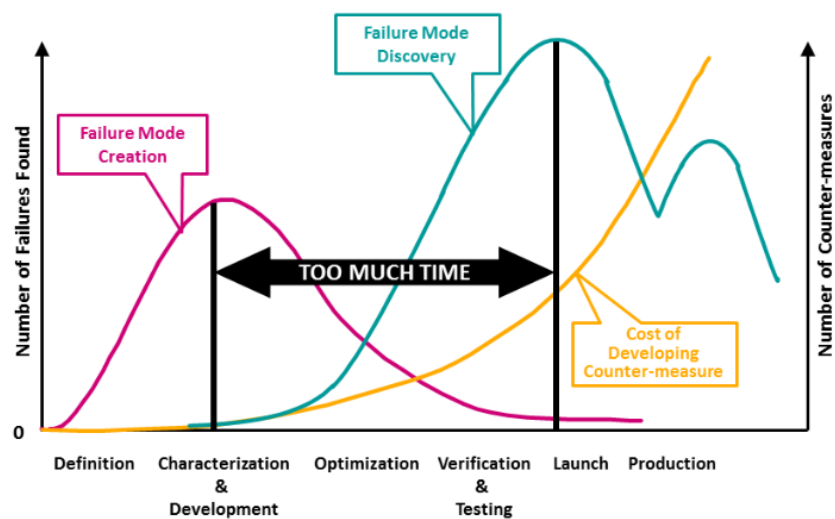 Failure Mode
Discovery
Failure Mode
Creation
Number of Failures Found
Number of Counter-measures
TOO MUCH TIME
Cost of
Developing
Counter-measure
0
Definition
Characterization
&
Development
Optimization
Verification
&
Testing
Launch
Production